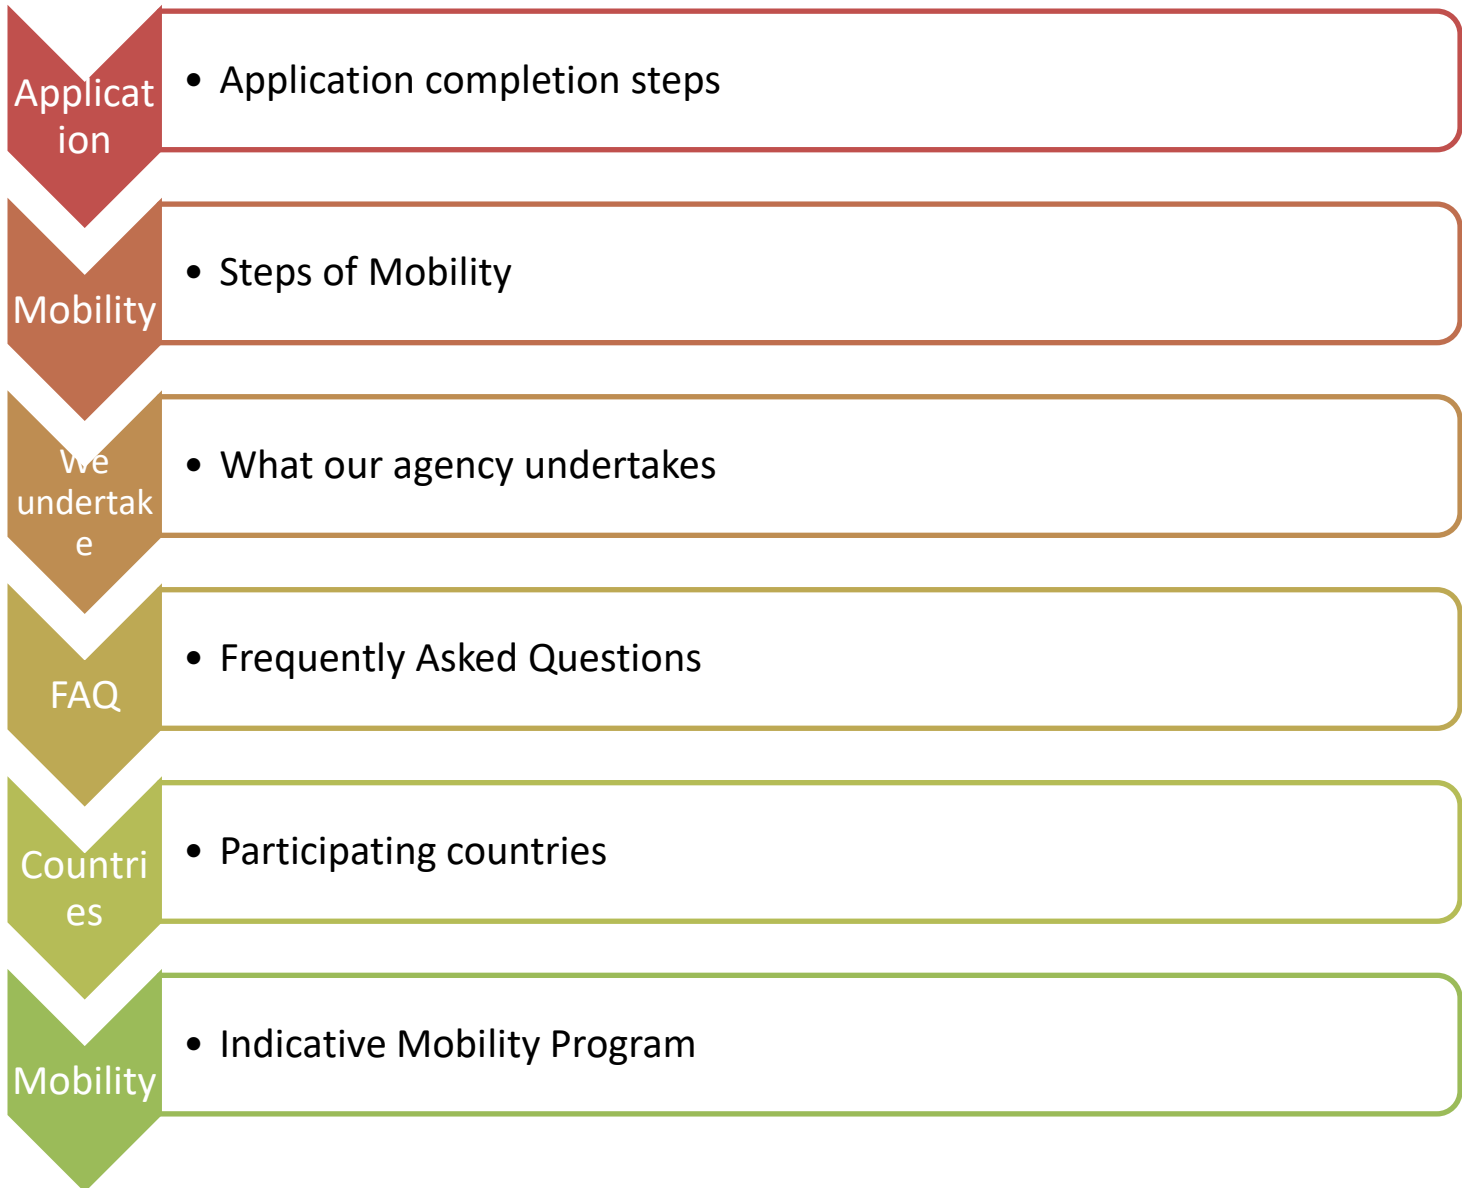 Applicat
ion
• Application completion steps
Mobility
• Steps of Mobility
We
undertak
e
• What our agency undertakes
FAQ
• Frequently Asked Questions
Countri
es
• Participating countries
Mobility
• Indicative Mobility Program